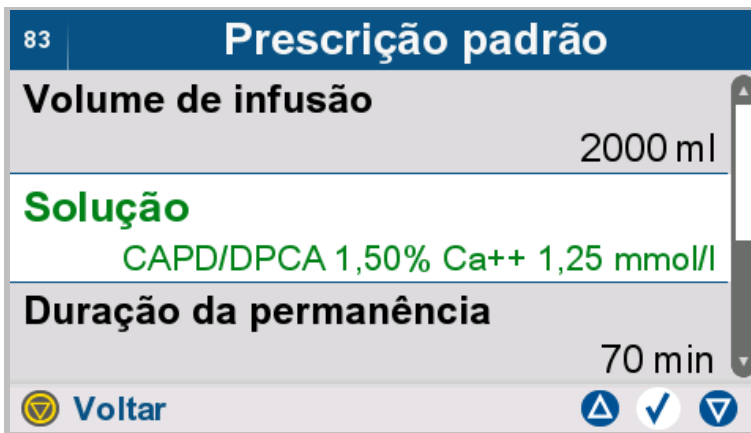 83 Prescrição padrão
Volume de infusão
2000 ml
Solução
CAPD/DPCA 1,50% Ca++ 1,25 mmol/l
Duração da permanência
70 min
Voltar